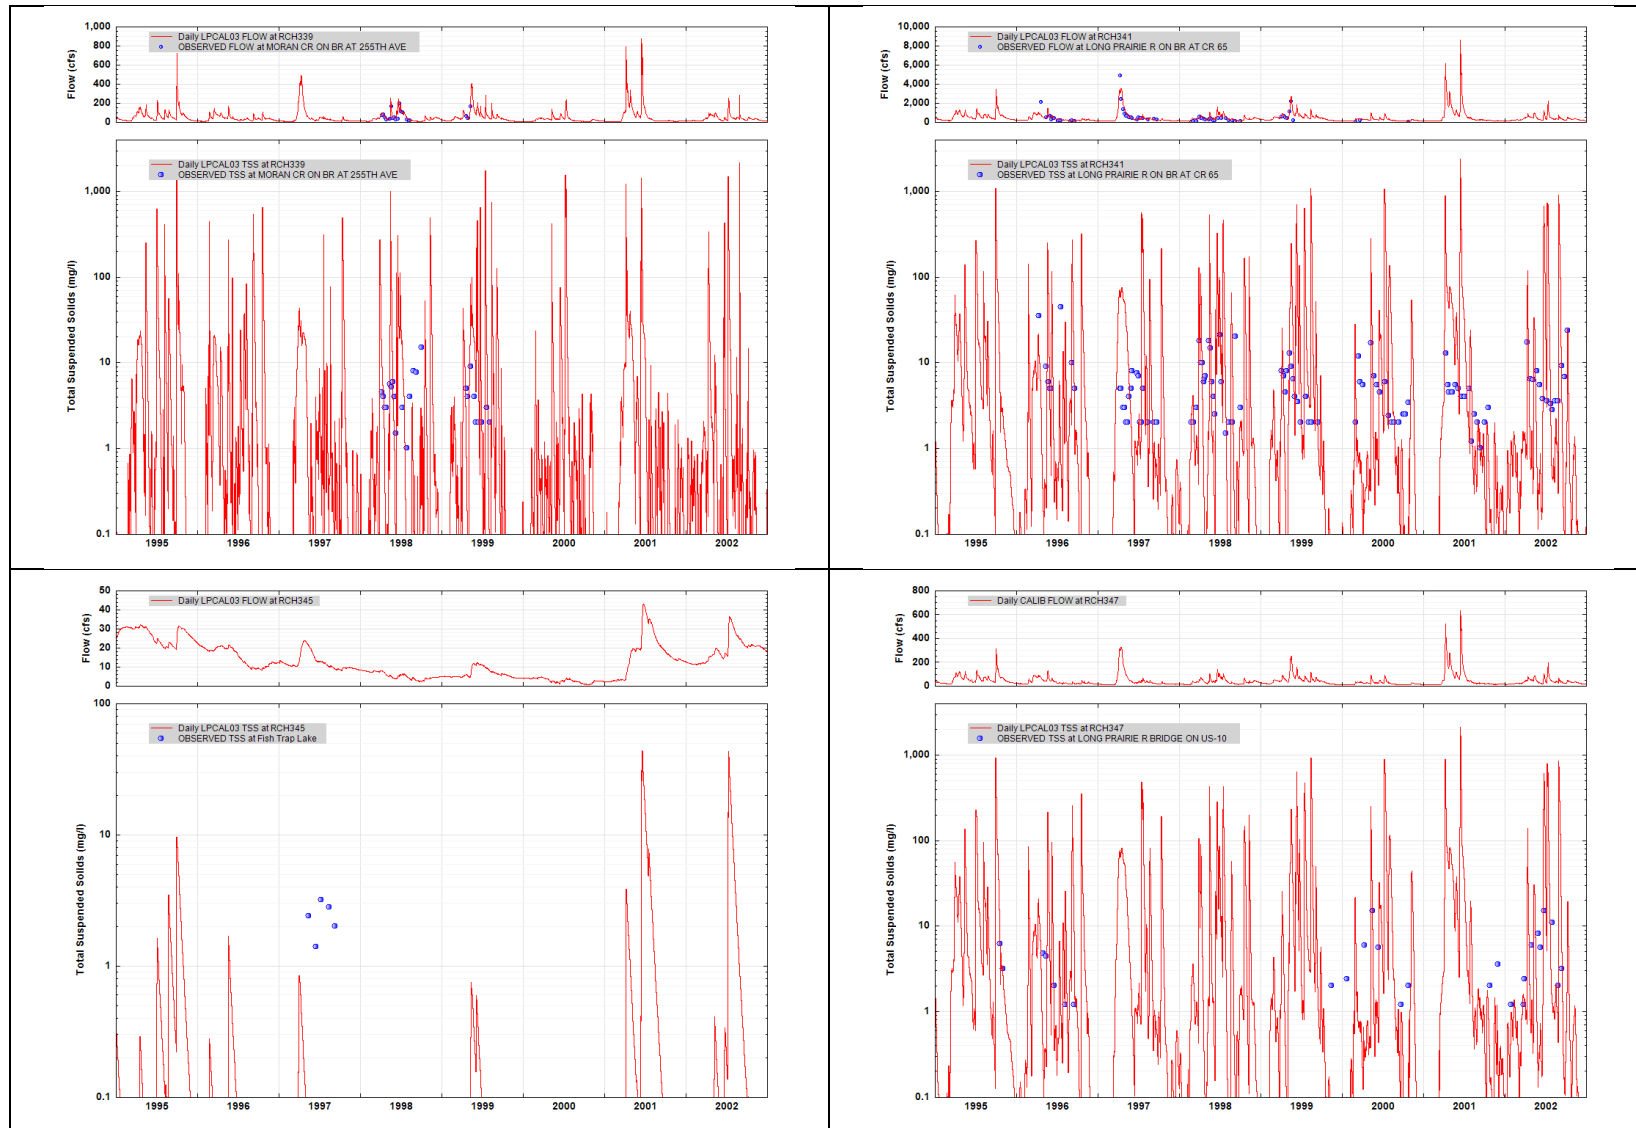 1,000
800
600
400
200
0
Flow (cfs)
Daily LPCAL03 FLOW at RCH339
OBSERVED FLOW at MORAN CR ON BR AT 255TH AVE
1,000
100
10
1
0.1
Total Suspended Solids (mg/l)
Daily LPCAL03 TSS at RCH339
OBSERVED TSS at MORAN CR ON BR AT 255TH AVE
1995 1996 1997 1998 1999 2000 2001 2002
10,000
8,000
6,000
4,000
2,000
0
Flow (cfs)
Daily LPCAL03 FLOW at RCH341
OBSERVED FLOW at LONG PRAIRIE R ON BR AT CR 65
1,000
100
10
1
0.1
Total Suspended Solids (mg/l)
Daily LPCAL03 TSS at RCH341
OBSERVED TSS at LONG PRAIRIE R ON BR AT CR 65
1995 1996 1997 1998 1999 2000 2001 2002
50
40
30
20
10
0
Flow (cfs)
Daily LPCAL03 FLOW at RCH345
100
10
1
0.1
Total Suspended Solids (mg/l)
Daily LPCAL03 TSS at RCH345
OBSERVED TSS at Fish Trap Lake
1995 1996 1997 1998 1999 2000 2001 2002
800
600
400
200
0
Flow (cfs)
Daily CALIB FLOW at RCH347
1,000
100
10
1
0.1
Total Suspended Solids (mg/l)
Daily LPCAL03 TSS at RCH347
OBSERVED TSS at LONG PRAIRIE R BRIDGE ON US-10
1995 1996 1997 1998 1999 2000 2001 2002